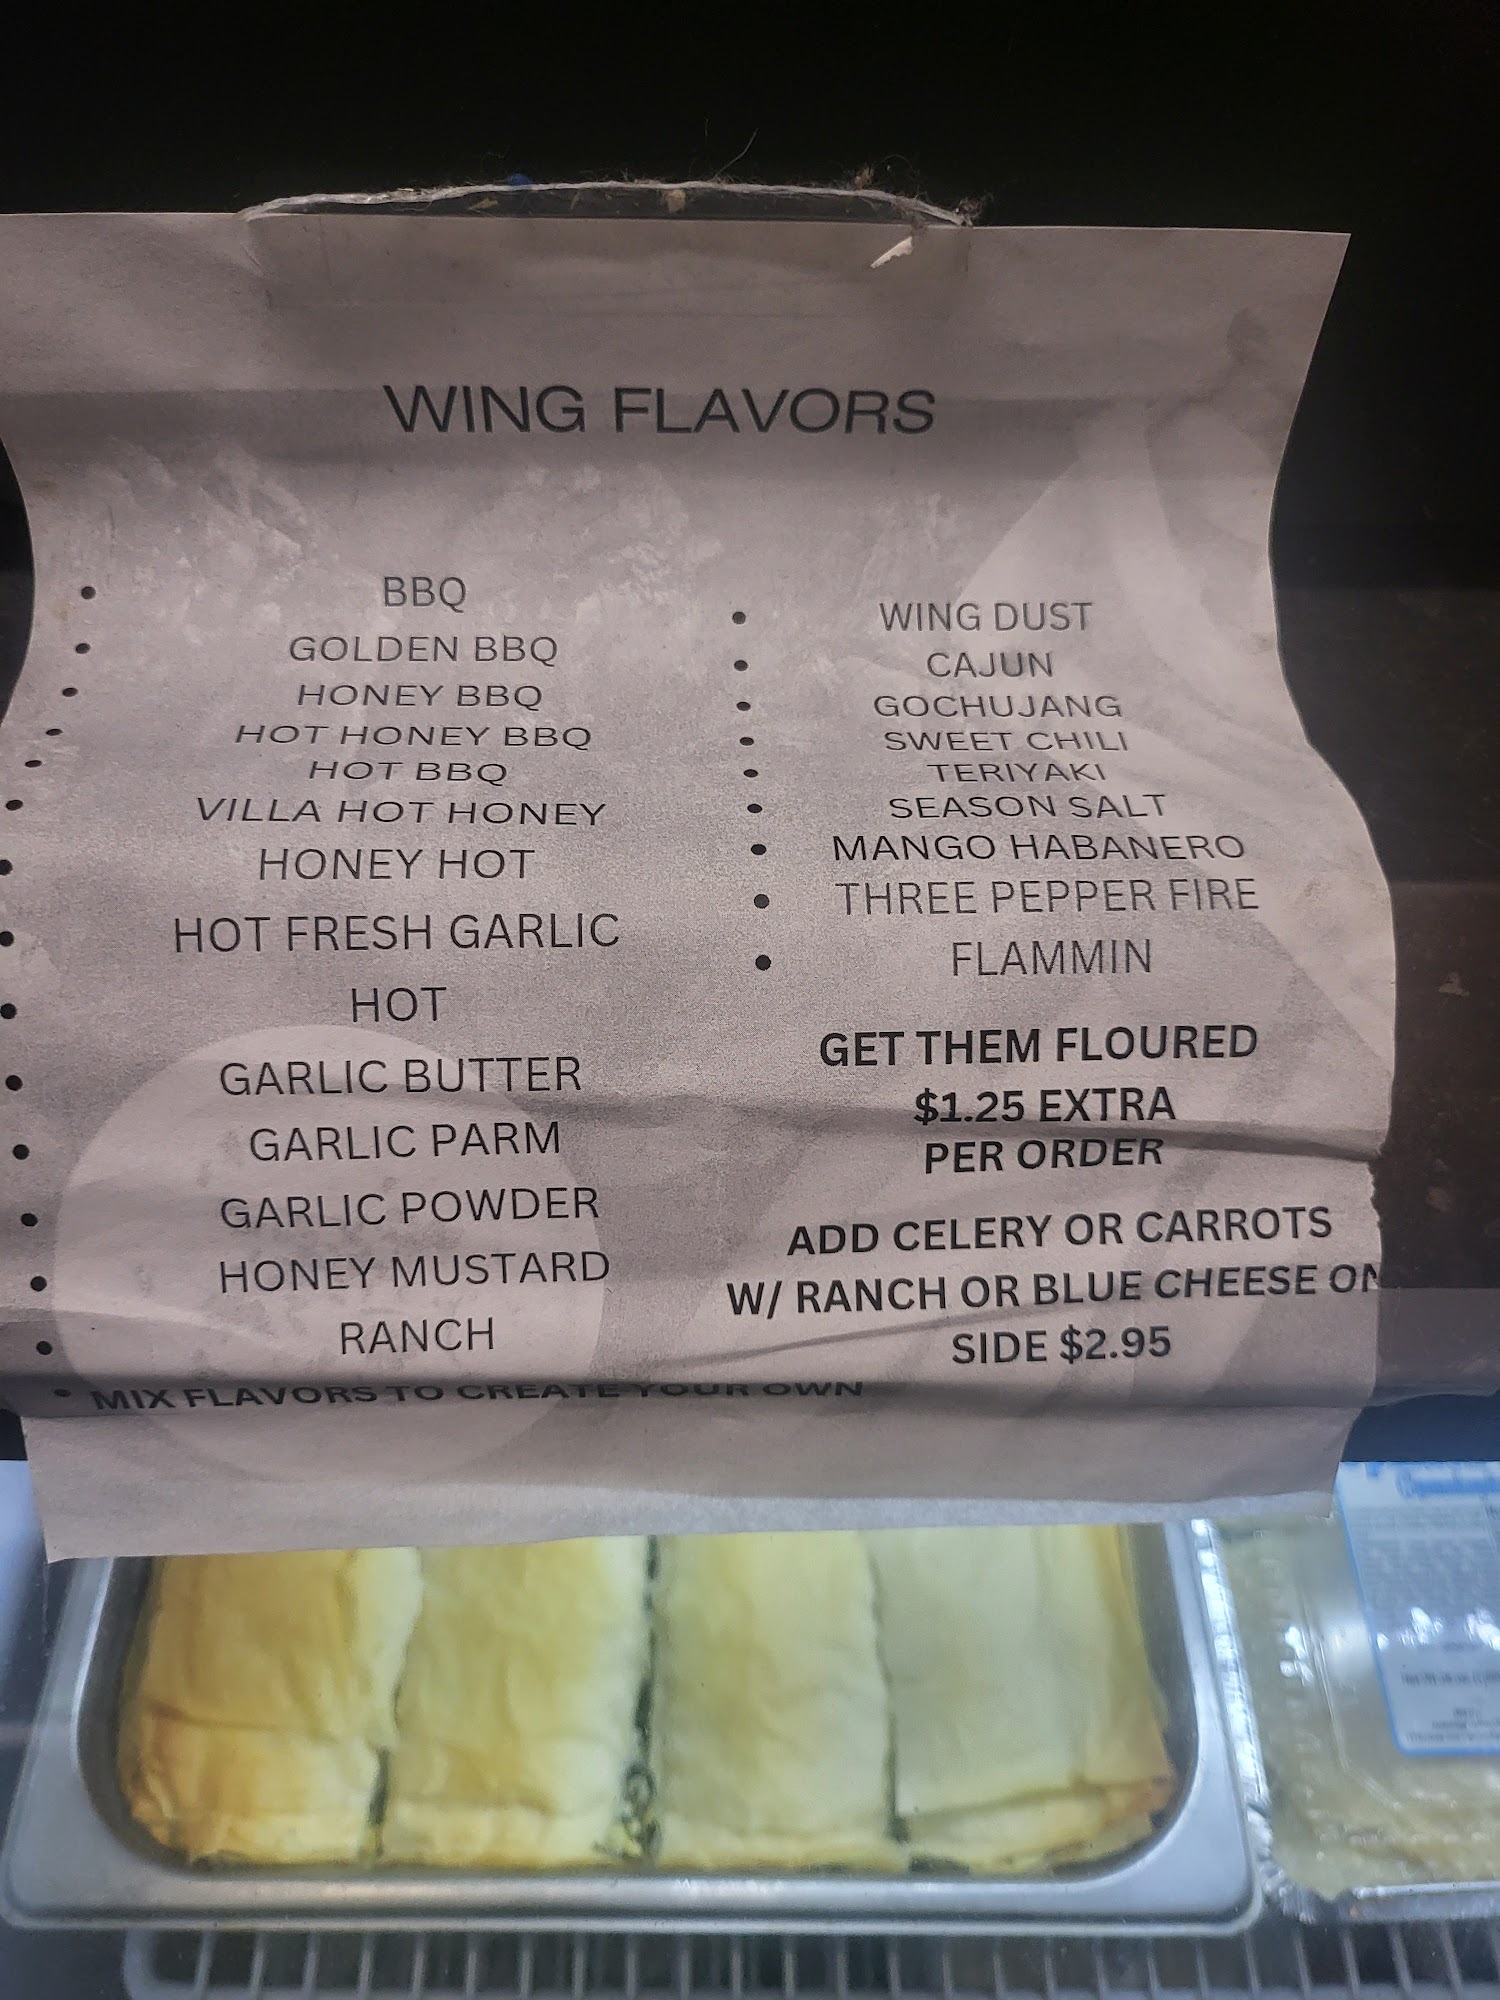 WING FLAVORS
• BBQ
• GOLDEN BBQ
• HONEY BBQ
• HOT HONEY BBQ
• HOT BBQ
• VILLA HOT HONEY
• HONEY HOT
• HOT FRESH GARLIC
• HOT
• GARLIC BUTTER
• GARLIC PARM
• GARLIC POWDER
• HONEY MUSTARD
• RANCH
• MIX FLAVORS TO CREATE YOUR OWN
• WING DUST
• CAJUN
• GOCHUJANG
• SWEET CHILI
• TERIYAKI
• SEASON SALT
• MANGO HABANERO
• THREE PEPPER FIRE
• FLAMMIN
GET THEM FLOURED
$1.25 EXTRA
PER ORDER
ADD CELERY OR CARROTS
W/ RANCH OR BLUE CHEESE ON
SIDE $2.95